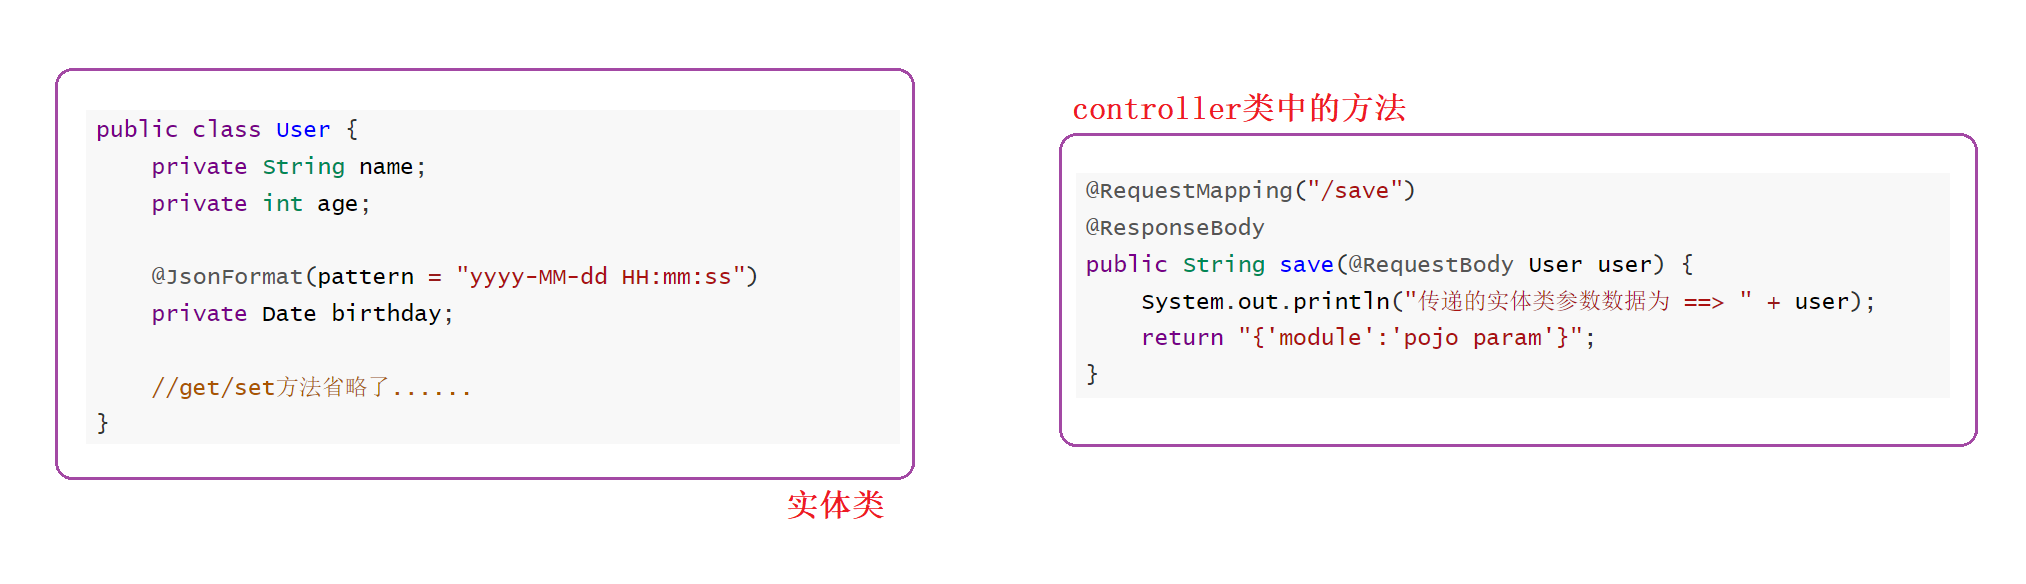 public class User {
    private String name;
    private int age;
    @JsonFormat(pattern = "yyyy-MM-dd HH:mm:ss")
    private Date birthday;
    //get/set方法省略了......
}
实体类
controller类中的方法
@RequestMapping("/save")
@ResponseBody
public String save(@RequestBody User user) {
    System.out.println("传递的实体类参数数据为 ==> " + user);
    return "{'module':'pojo param'}";
}